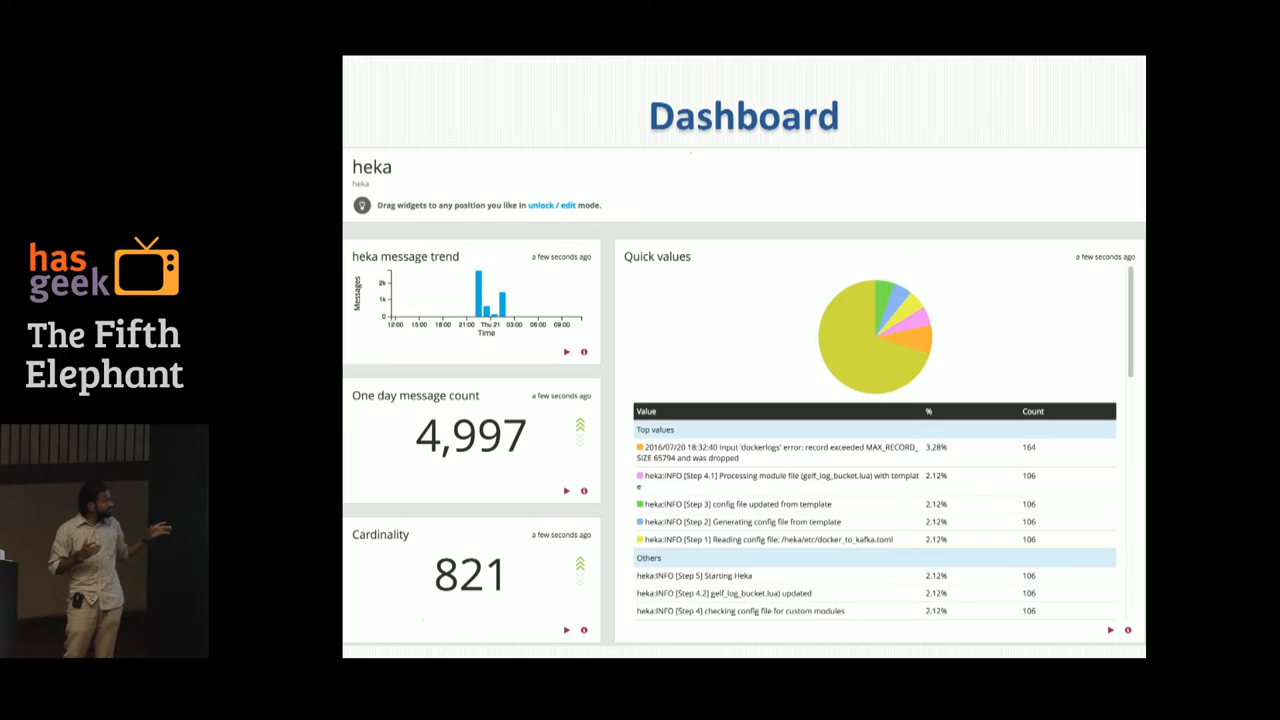 has
geek
The Fifth
Elephant
Dashboard
heka
heka
Drag widgets to any position you like in unlock / edit mode.
heka message trend
a few seconds ago
Messages
2k
1k
0
12:00 15:00 18:00 21:00 Thu 21 03:00 06:00 09:00
Time
One day message count
a few seconds ago
4,997
Cardinality
a few seconds ago
821
Quick values
a few seconds ago
Value % Count
Top values
2016/07/20 18:32:40 Input 'dockerlogs' error: record exceeded MAX_RECORD_ 3.28% 164
SIZE 65794 and was dropped
heka:INFO [Step 4.1] Processing module file (gelf_log_bucket.lua) with templat 2.12% 106
e
heka:INFO [Step 3] config file updated from template 2.12% 106
heka:INFO [Step 2] Generating config file from template 2.12% 106
heka:INFO [Step 1] Reading config file: /heka/etc/docker_to_kafka.toml 2.12% 106
Others
heka:INFO [Step 5] Starting Heka 2.12% 106
heka:INFO [Step 4.2] gelf_log_bucket.lua) updated 2.12% 106
heka:INFO [Step 4] checking config file for custom modules 2.12% 106